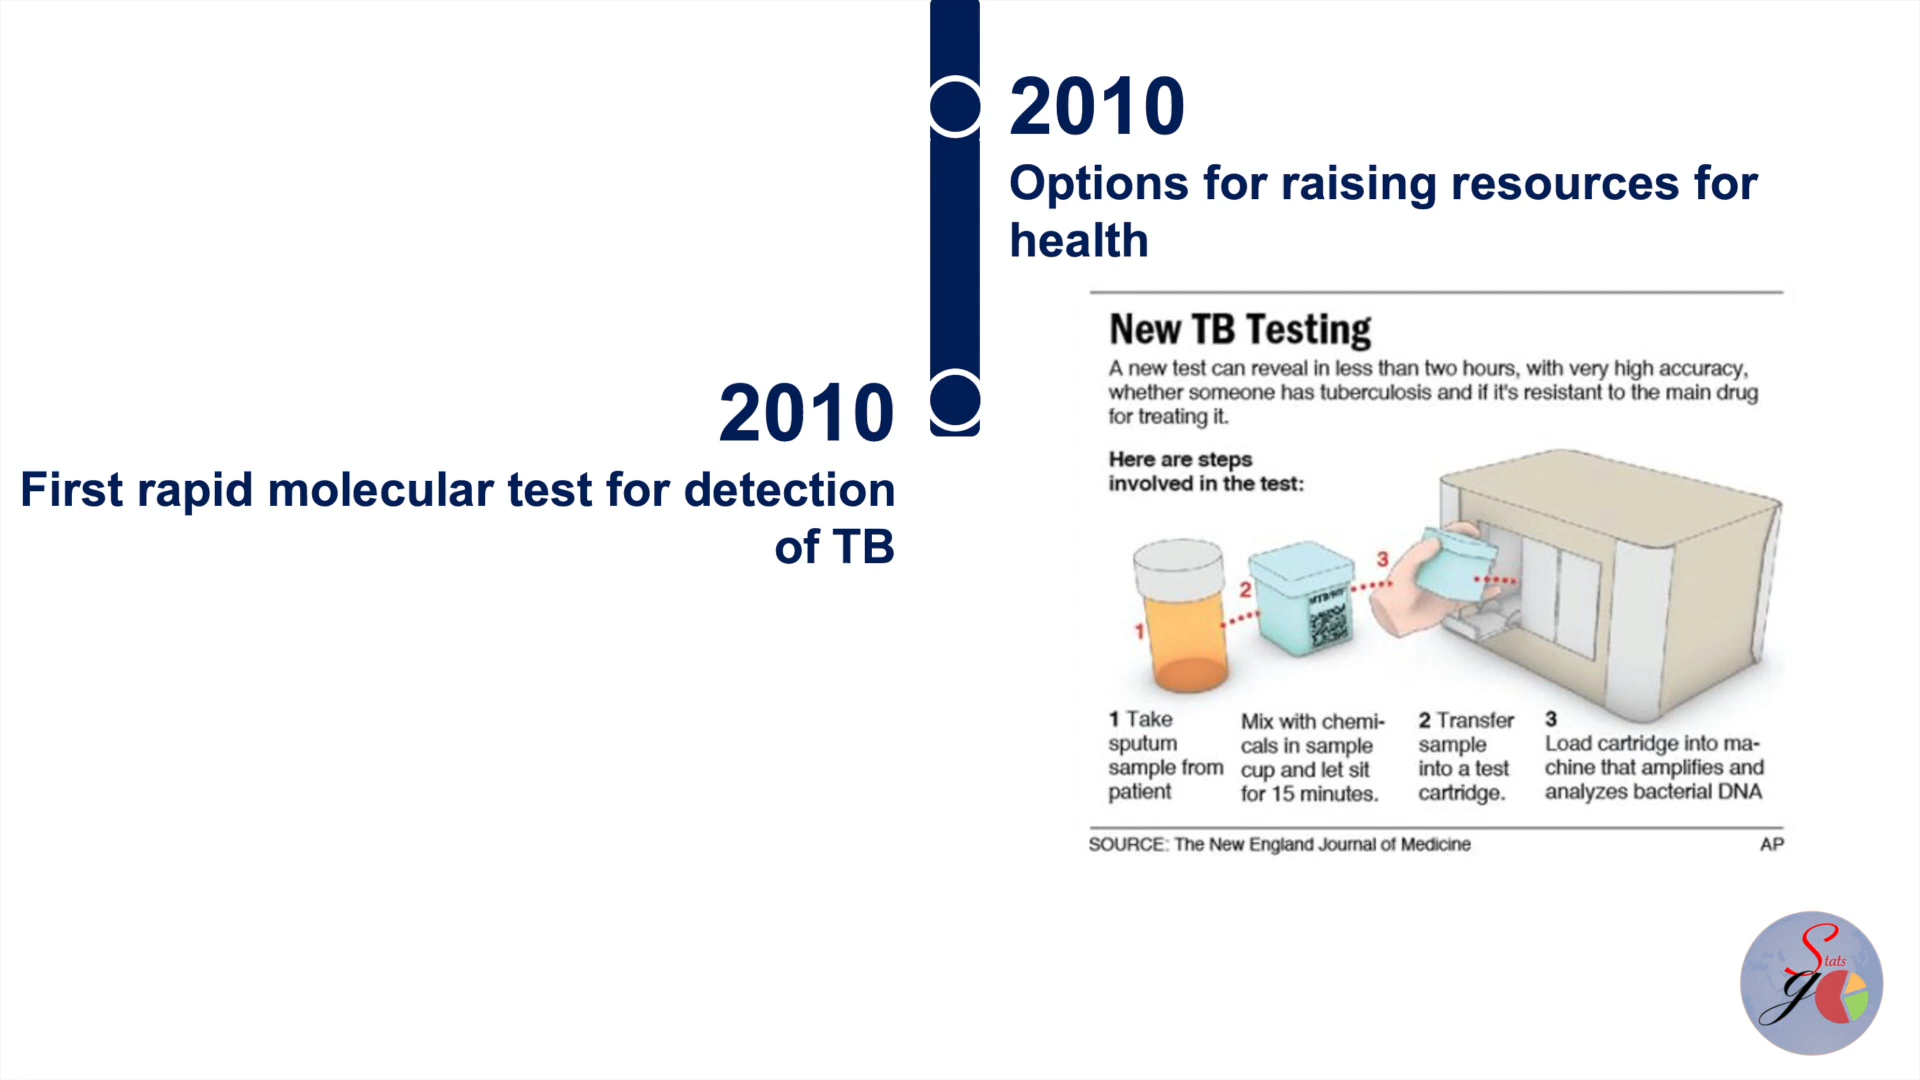 2010
Options for raising resources for
health
2010
First rapid molecular test for detection
of TB
New TB Testing
A new test can reveal in less than two hours, with very high accuracy,
whether someone has tuberculosis and if it's resistant to the main drug
for treating it.
Here are steps
involved in the test:
1
2
3
1 Take
sputum
sample from
patient
Mix with chemi-
cals in sample
cup and let sit
for 15 minutes.
2 Transfer
sample
into a test
cartridge.
3
Load cartridge into ma-
chine that amplifies and
analyzes bacterial DNA
SOURCE: The New England Journal of Medicine
AP
Stats
g